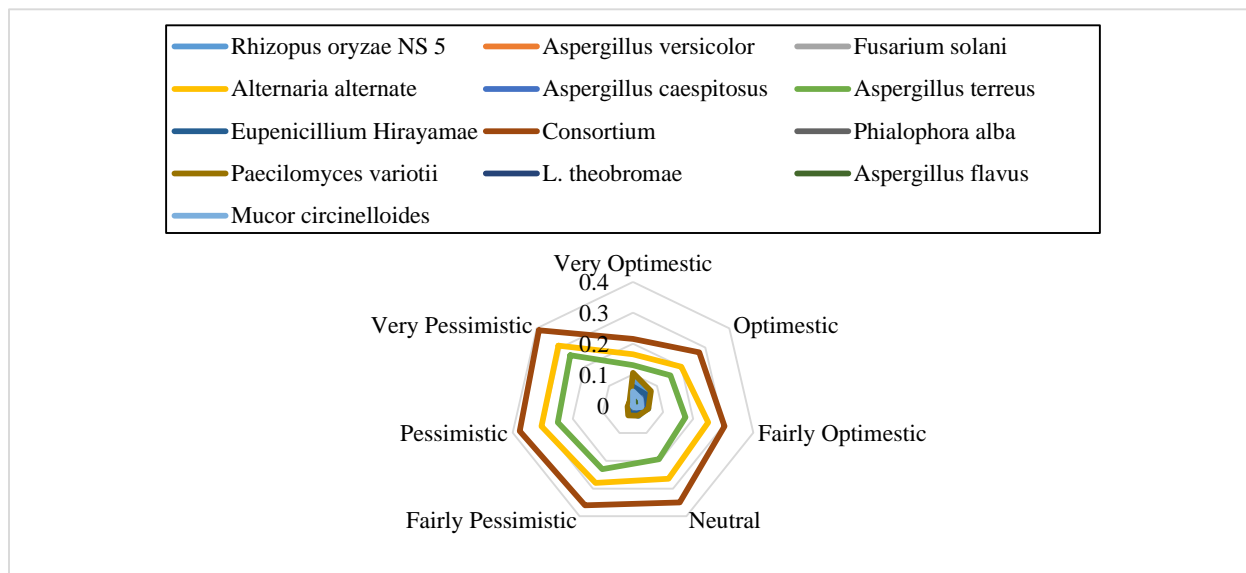 Rhizopus oryzae NS 5 Aspergillus versicolor Fusarium solani
Alternaria alternate Aspergillus caespitosus Aspergillus terreus
Eupenicillium Hirayamae Consortium Phialophora alba
Paecilomyces variotii L. theobromae Aspergillus flavus
Mucor circinelloides
Very Optimestic
0.4
0.3
Very Pessimistic Optimestic
0.2
0.1
0
Pessimistic Fairly Optimestic
Fairly Pessimistic Neutral